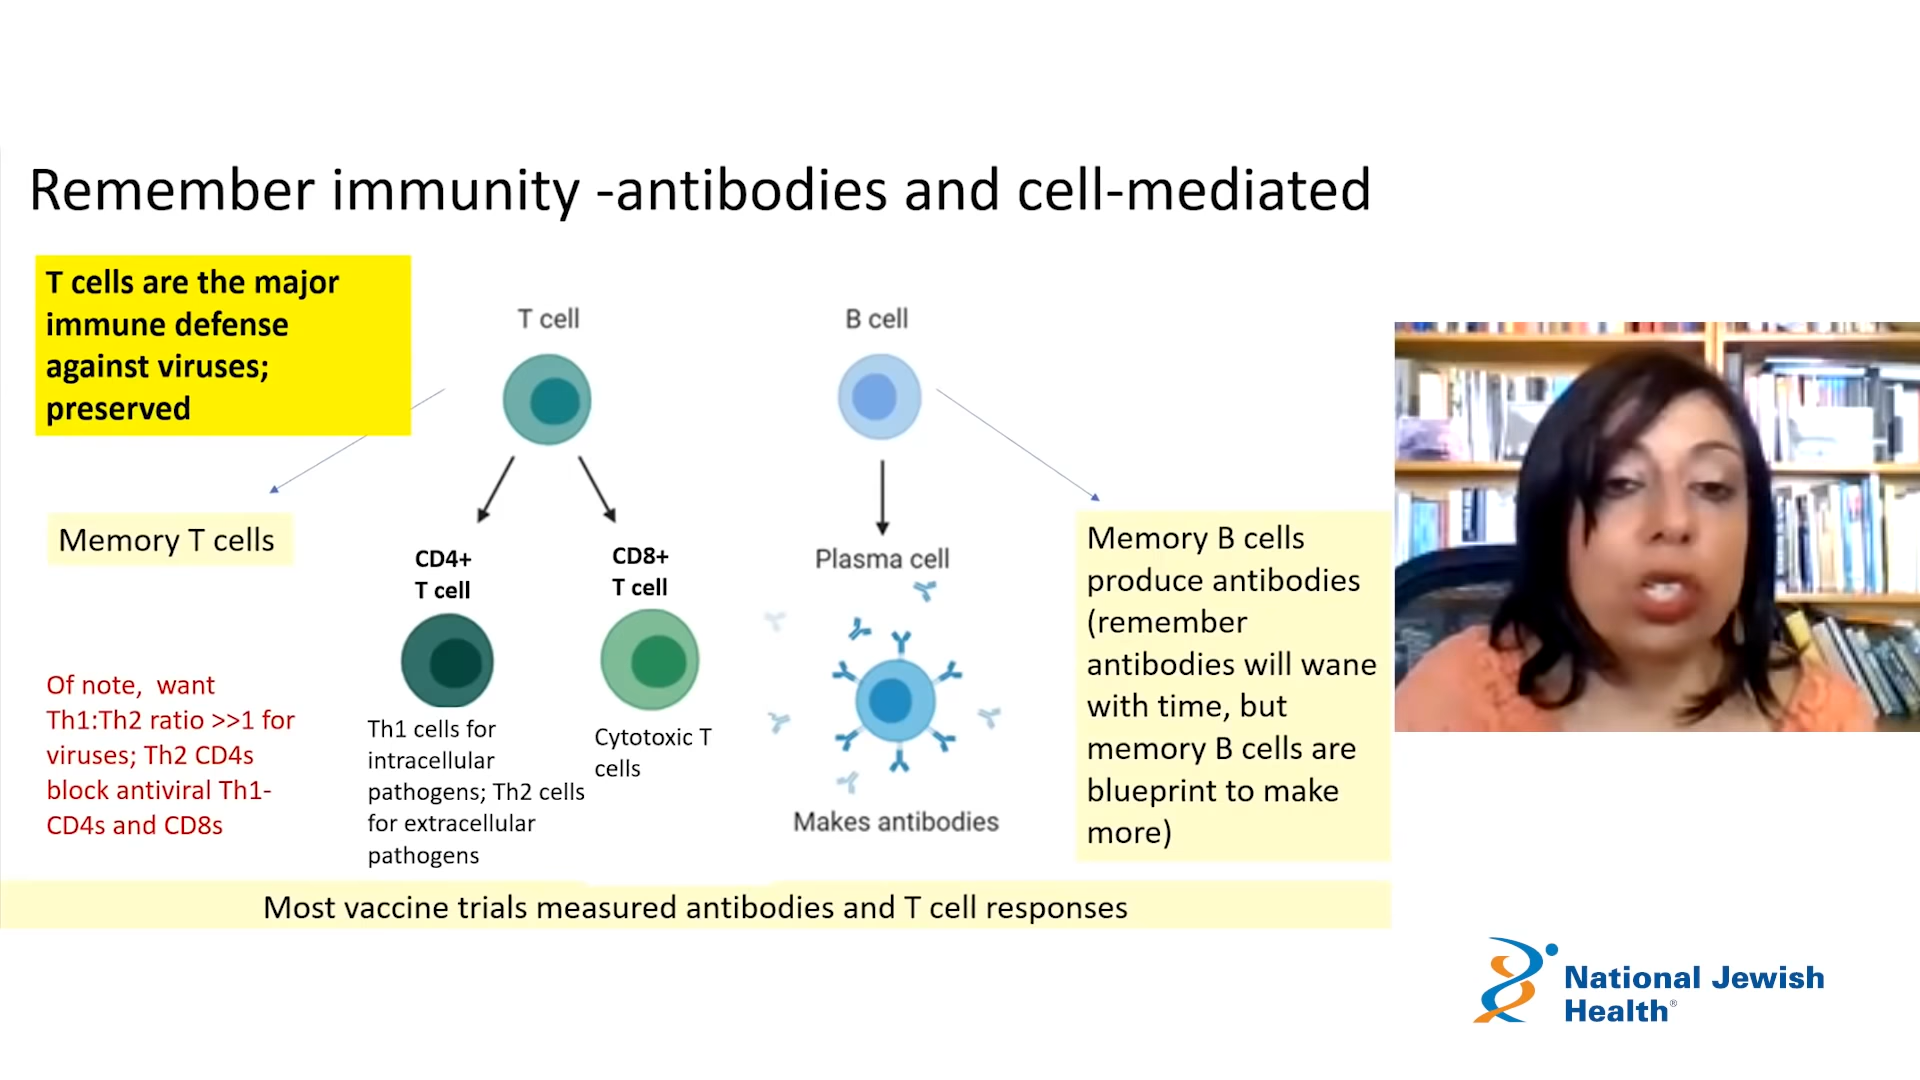 Remember immunity -antibodies and cell-mediated
T cells are the major
immune defense
against viruses;
preserved
T cell
B cell
Memory T cells
CD4+
T cell
CD8+
T cell
Plasma cell
Memory B cells
produce antibodies
(remember
antibodies will wane
with time, but
memory B cells are
blueprint to make
more)
Of note, want
Th1:Th2 ratio >>1 for
viruses; Th2 CD4s
block antiviral Th1-
CD4s and CD8s
Th1 cells for
intracellular
pathogens; Th2 cells
for extracellular
pathogens
Cytotoxic T
cells
Makes antibodies
Most vaccine trials measured antibodies and T cell responses
National Jewish
Health®